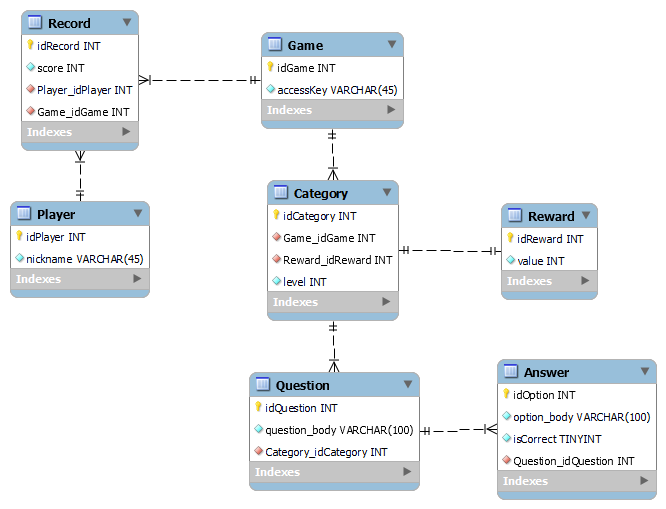 Record
idRecord INT
score INT
Player_idPlayer INT
Game_idGame INT
Indexes
Game
idGame INT
accessKey VARCHAR(45)
Indexes
Player
idPlayer INT
nickname VARCHAR(45)
Indexes
Category
idCategory INT
Game_idGame INT
Reward_idReward INT
level INT
Indexes
Reward
idReward INT
value INT
Indexes
Question
idQuestion INT
question_body VARCHAR(100)
Category_idCategory INT
Indexes
Answer
idOption INT
option_body VARCHAR(100)
isCorrect TINYINT
Question_idQuestion INT
Indexes